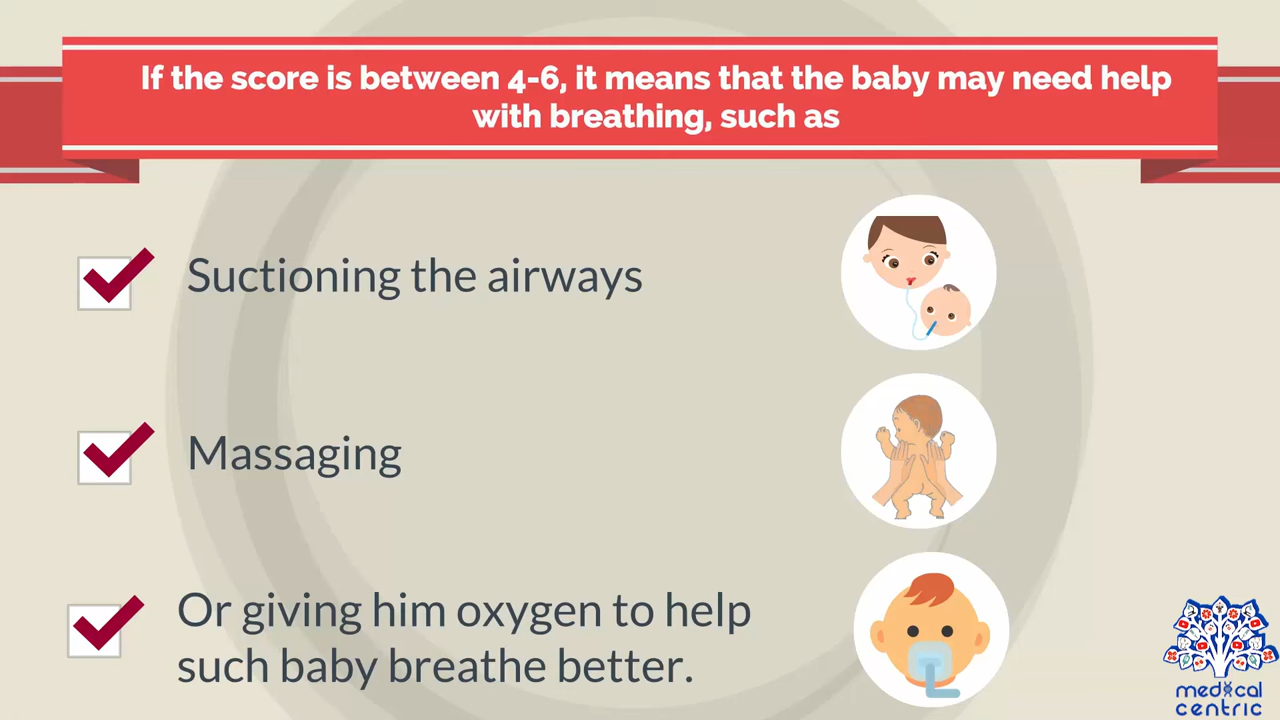 If the score is between 4-6, it means that the baby may need help
with breathing, such as
Suctioning the airways
Massaging
Or giving him oxygen to help
such baby breathe better.
medical
centric